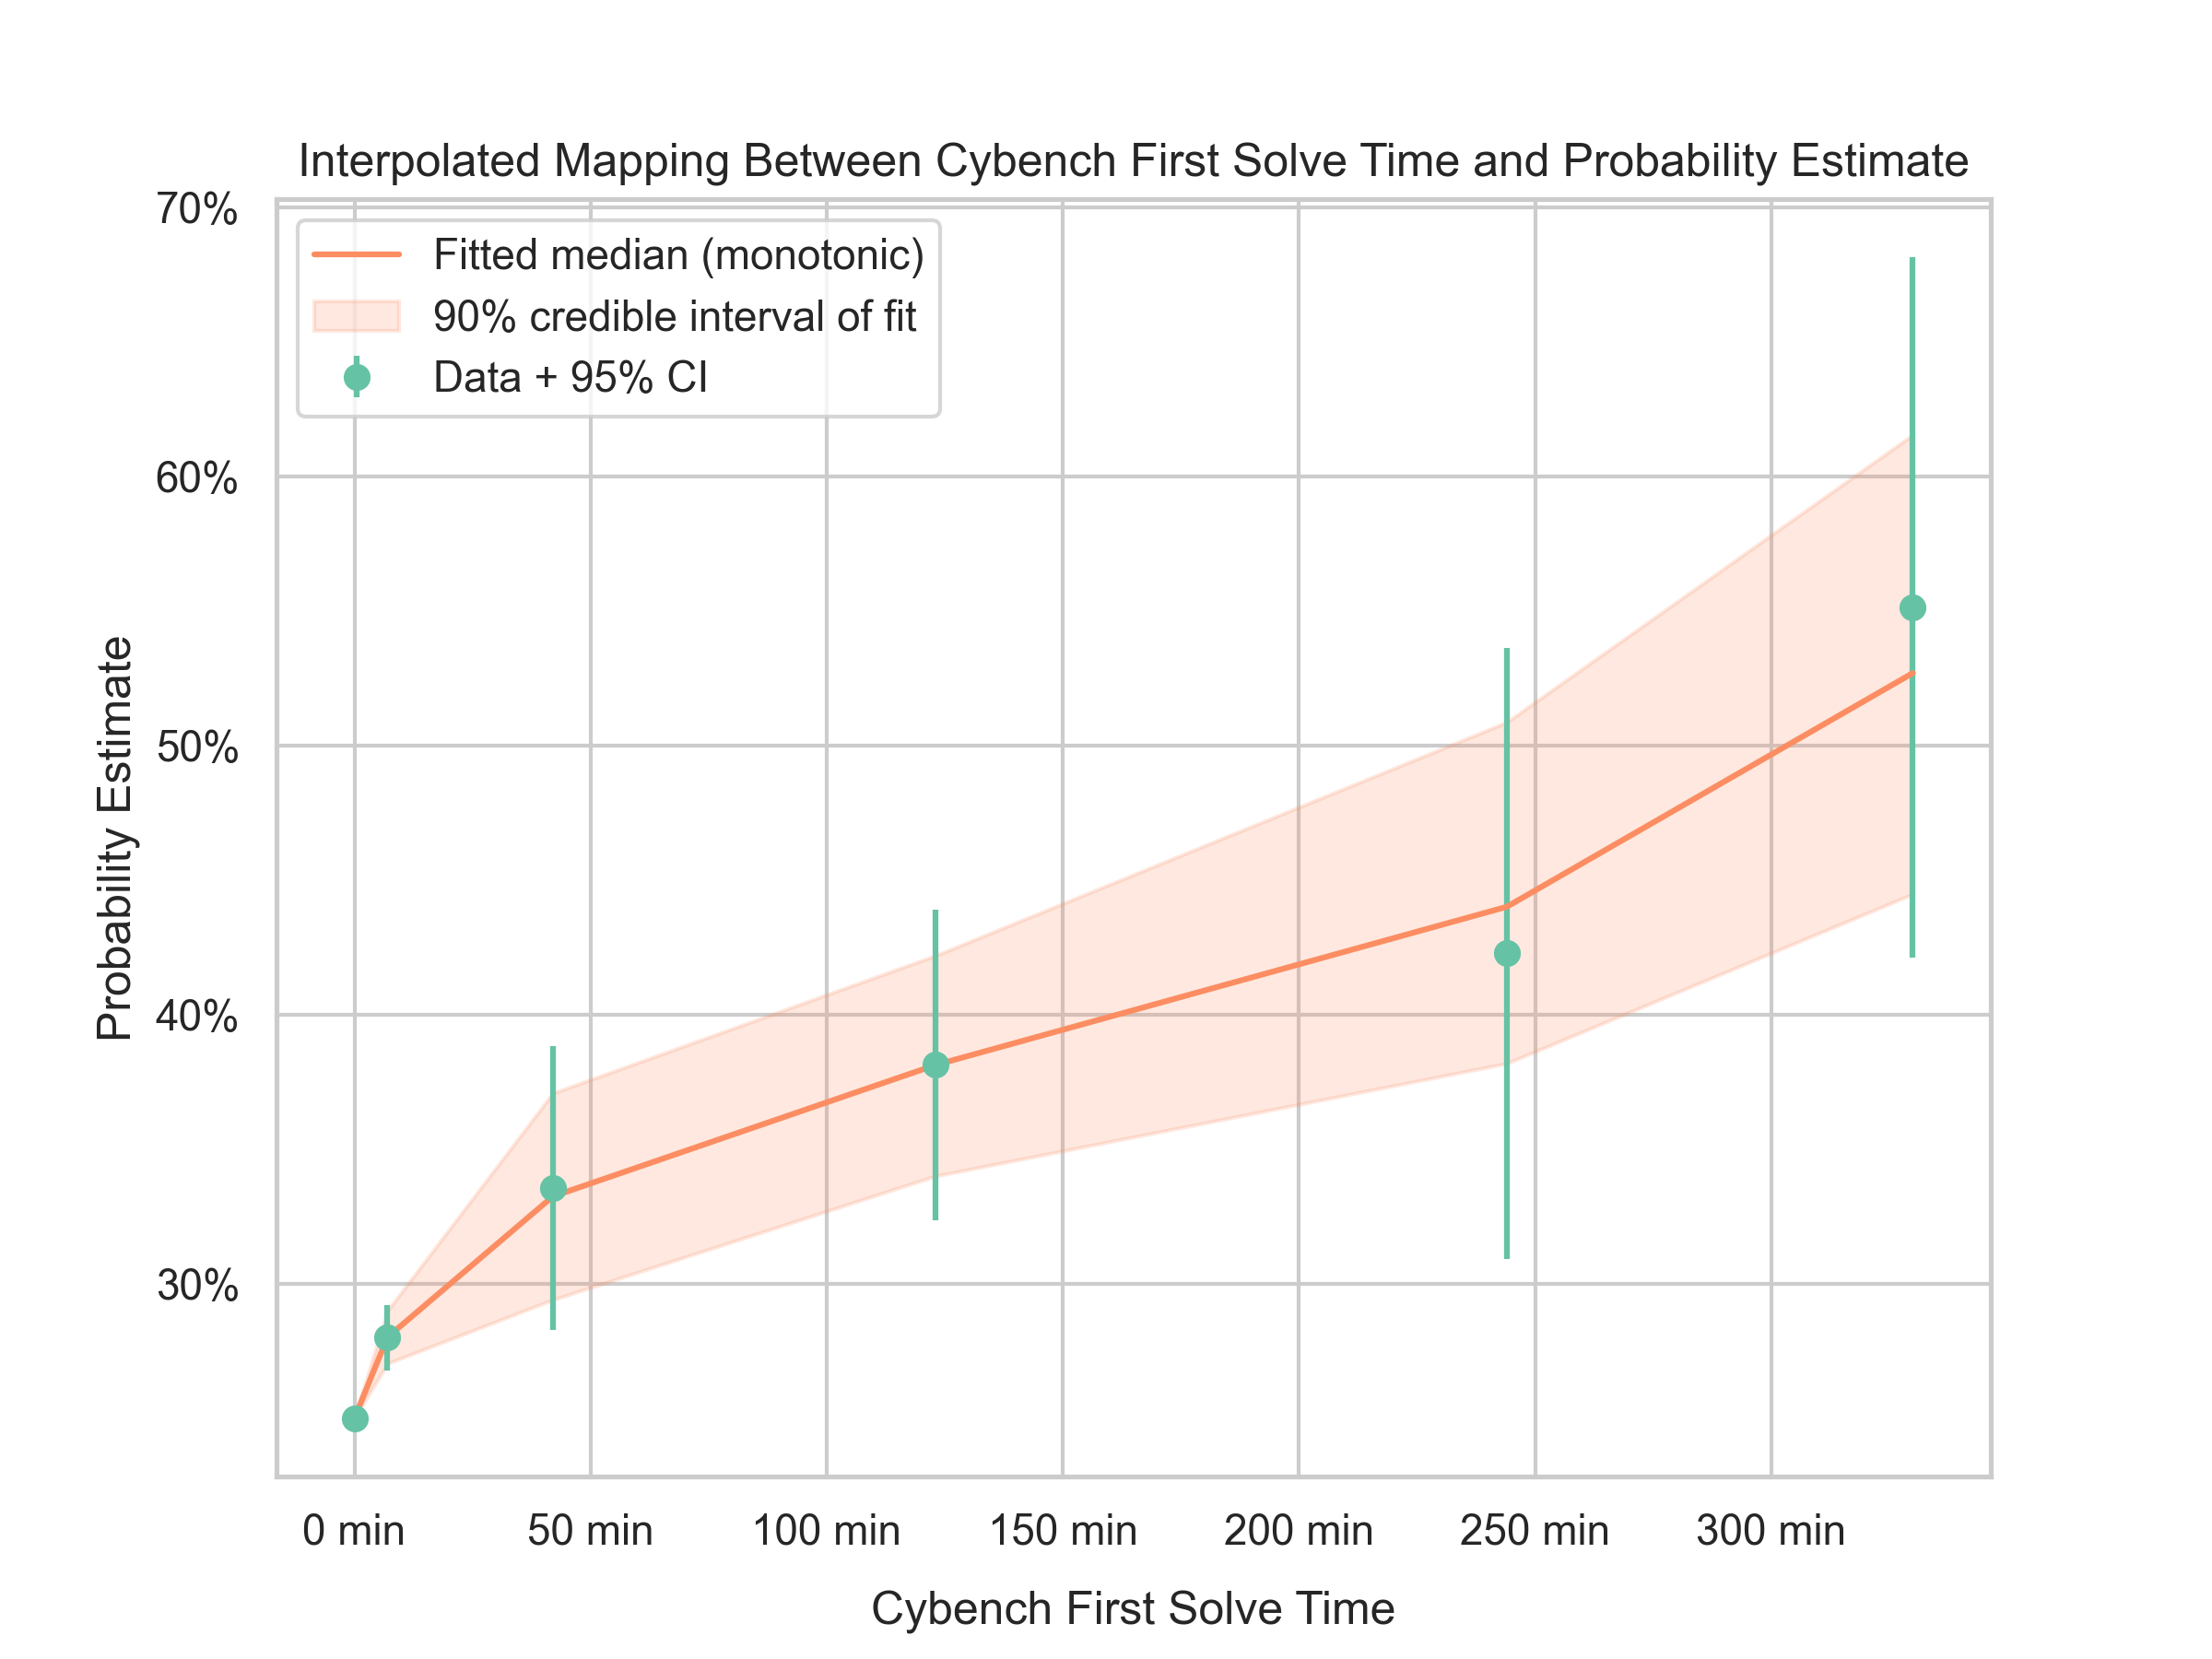 Interpolated Mapping Between Cybench First Solve Time and Probability Estimate
70%
60%
50%
40%
30%
Probability Estimate
Fitted median (monotonic)
90% credible interval of fit
Data + 95% CI
0 min
50 min
100 min
150 min
200 min
250 min
300 min
Cybench First Solve Time